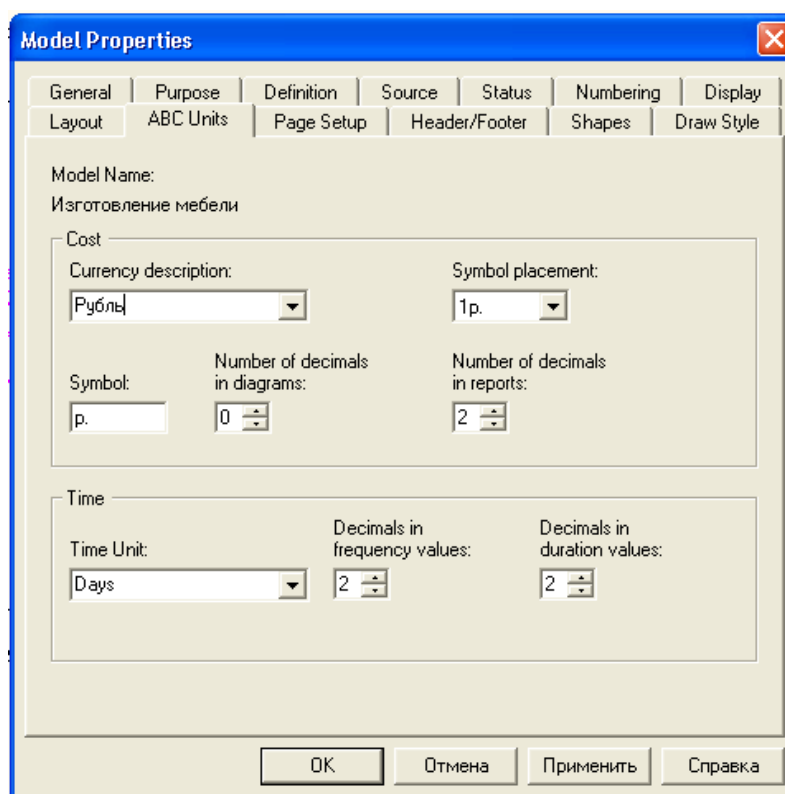 Model Properties
General Purpose Definition Source Status Numbering Display
Layout ABC Units Page Setup Header/Footer Shapes Draw Style
Model Name:
Изготовление мебели
Cost
Currency description: Symbol placement:
Рубль 1р.
Number of decimals Number of decimals
Symbol: in diagrams: in reports:
р. 0 2
Time
Decimals in Decimals in
Time Unit: frequency values: duration values:
Days 2 2
OK Отмена Применить Справка